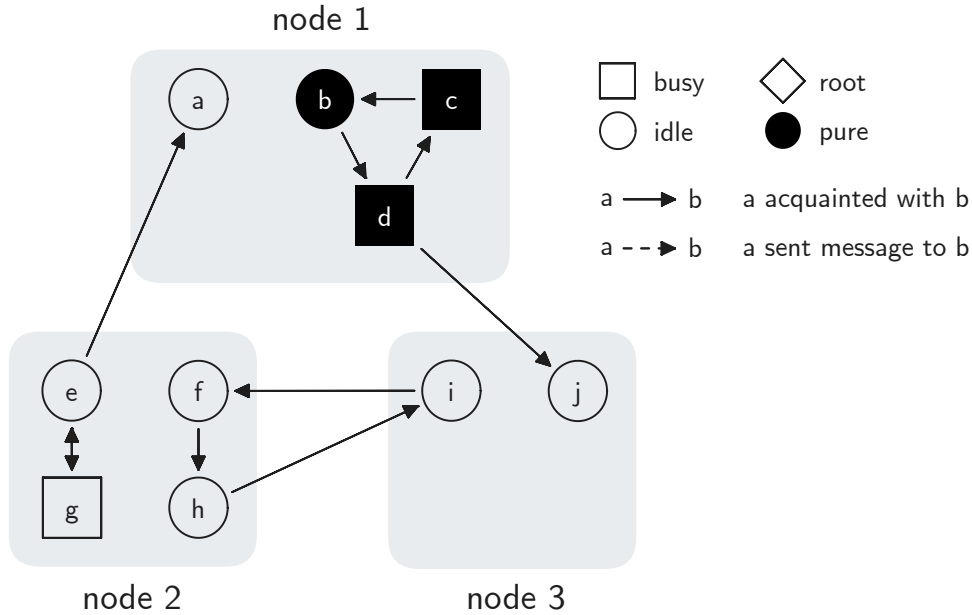 node 1
a
b
c
d
busy
root
idle
pure
a b a acquainted with b
a b a sent message to b
e
f
i
j
g
h
node 2
node 3